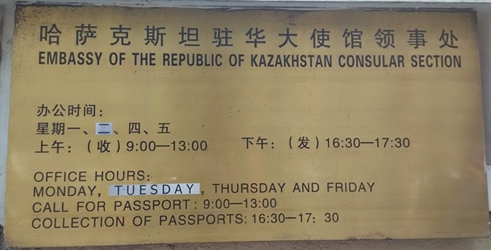 哈萨克斯坦驻华大使馆领事处
EMBASSY OF THE REPUBLIC OF KAZAKHSTAN CONSULAR SECTION
办公时间：
星期一、二、四、五
上午：（收）9:00—13:00 下午：（发）16:30—17:30
OFFICE HOURS:
MONDAY, TUESDAY, THURSDAY AND FRIDAY
CALL FOR PASSPORT: 9:00—13:00
COLLECTION OF PASSPORTS: 16:30—17: 30